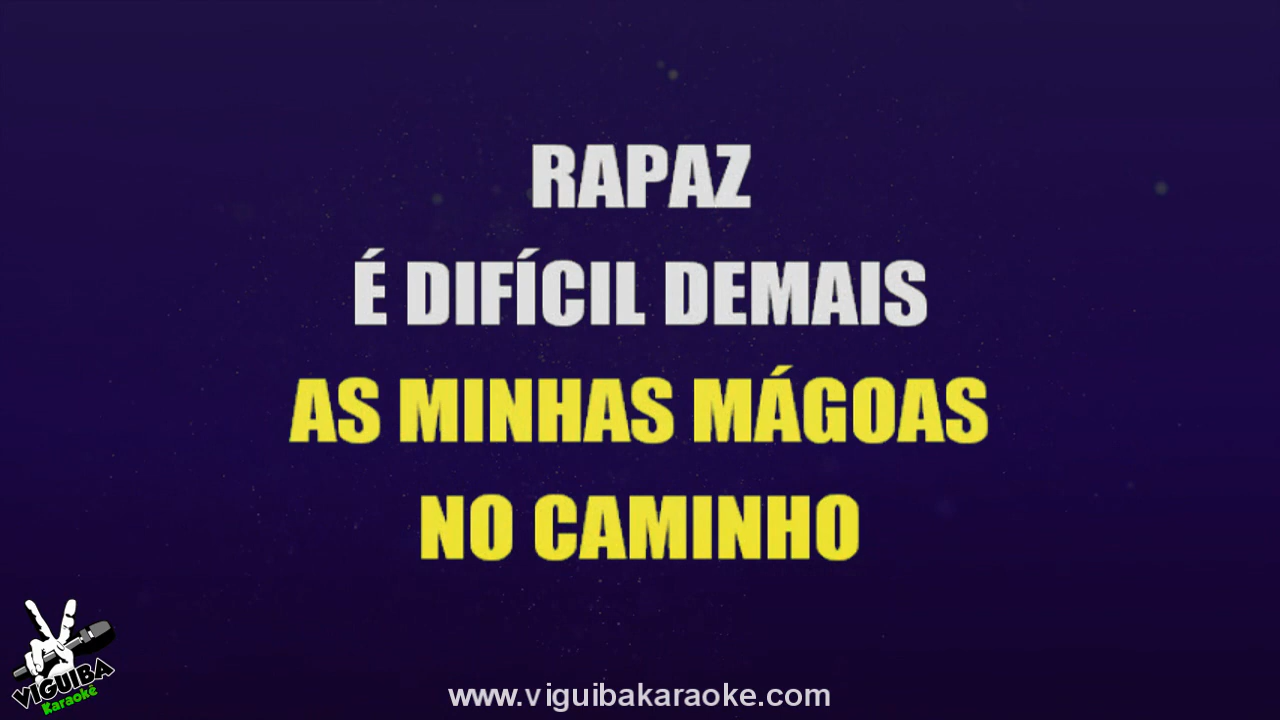 RAPAZ
É DIFÍCIL DEMAIS
AS MINHAS MÁGOAS
NO CAMINHO
VIGUIBA
Karaokê
www.viguibakaraoke.com